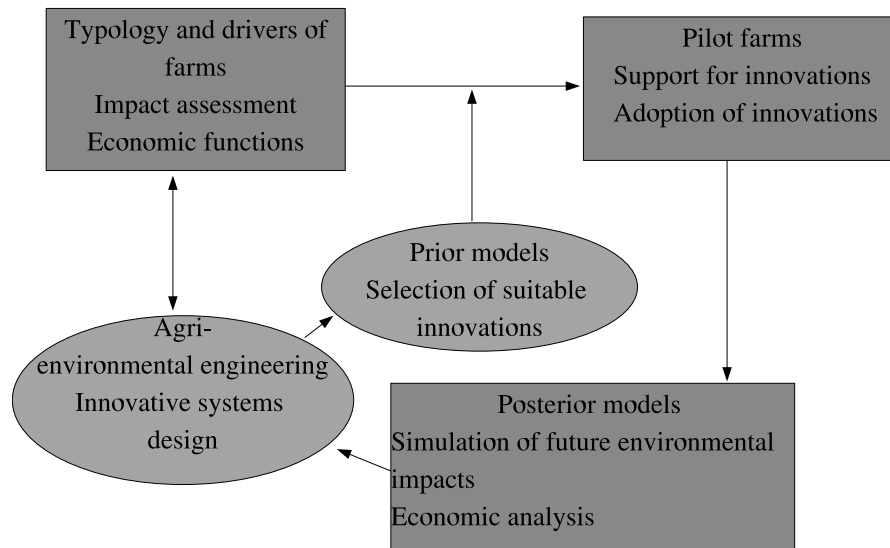 Typology and drivers of
farms
Impact assessment
Economic functions
Pilot farms
Support for innovations
Adoption of innovations
Prior models
Selection of suitable
innovations
Agri-
environmental engineering
Innovative systems
design
Posterior models
Simulation of future environmental
impacts
Economic analysis